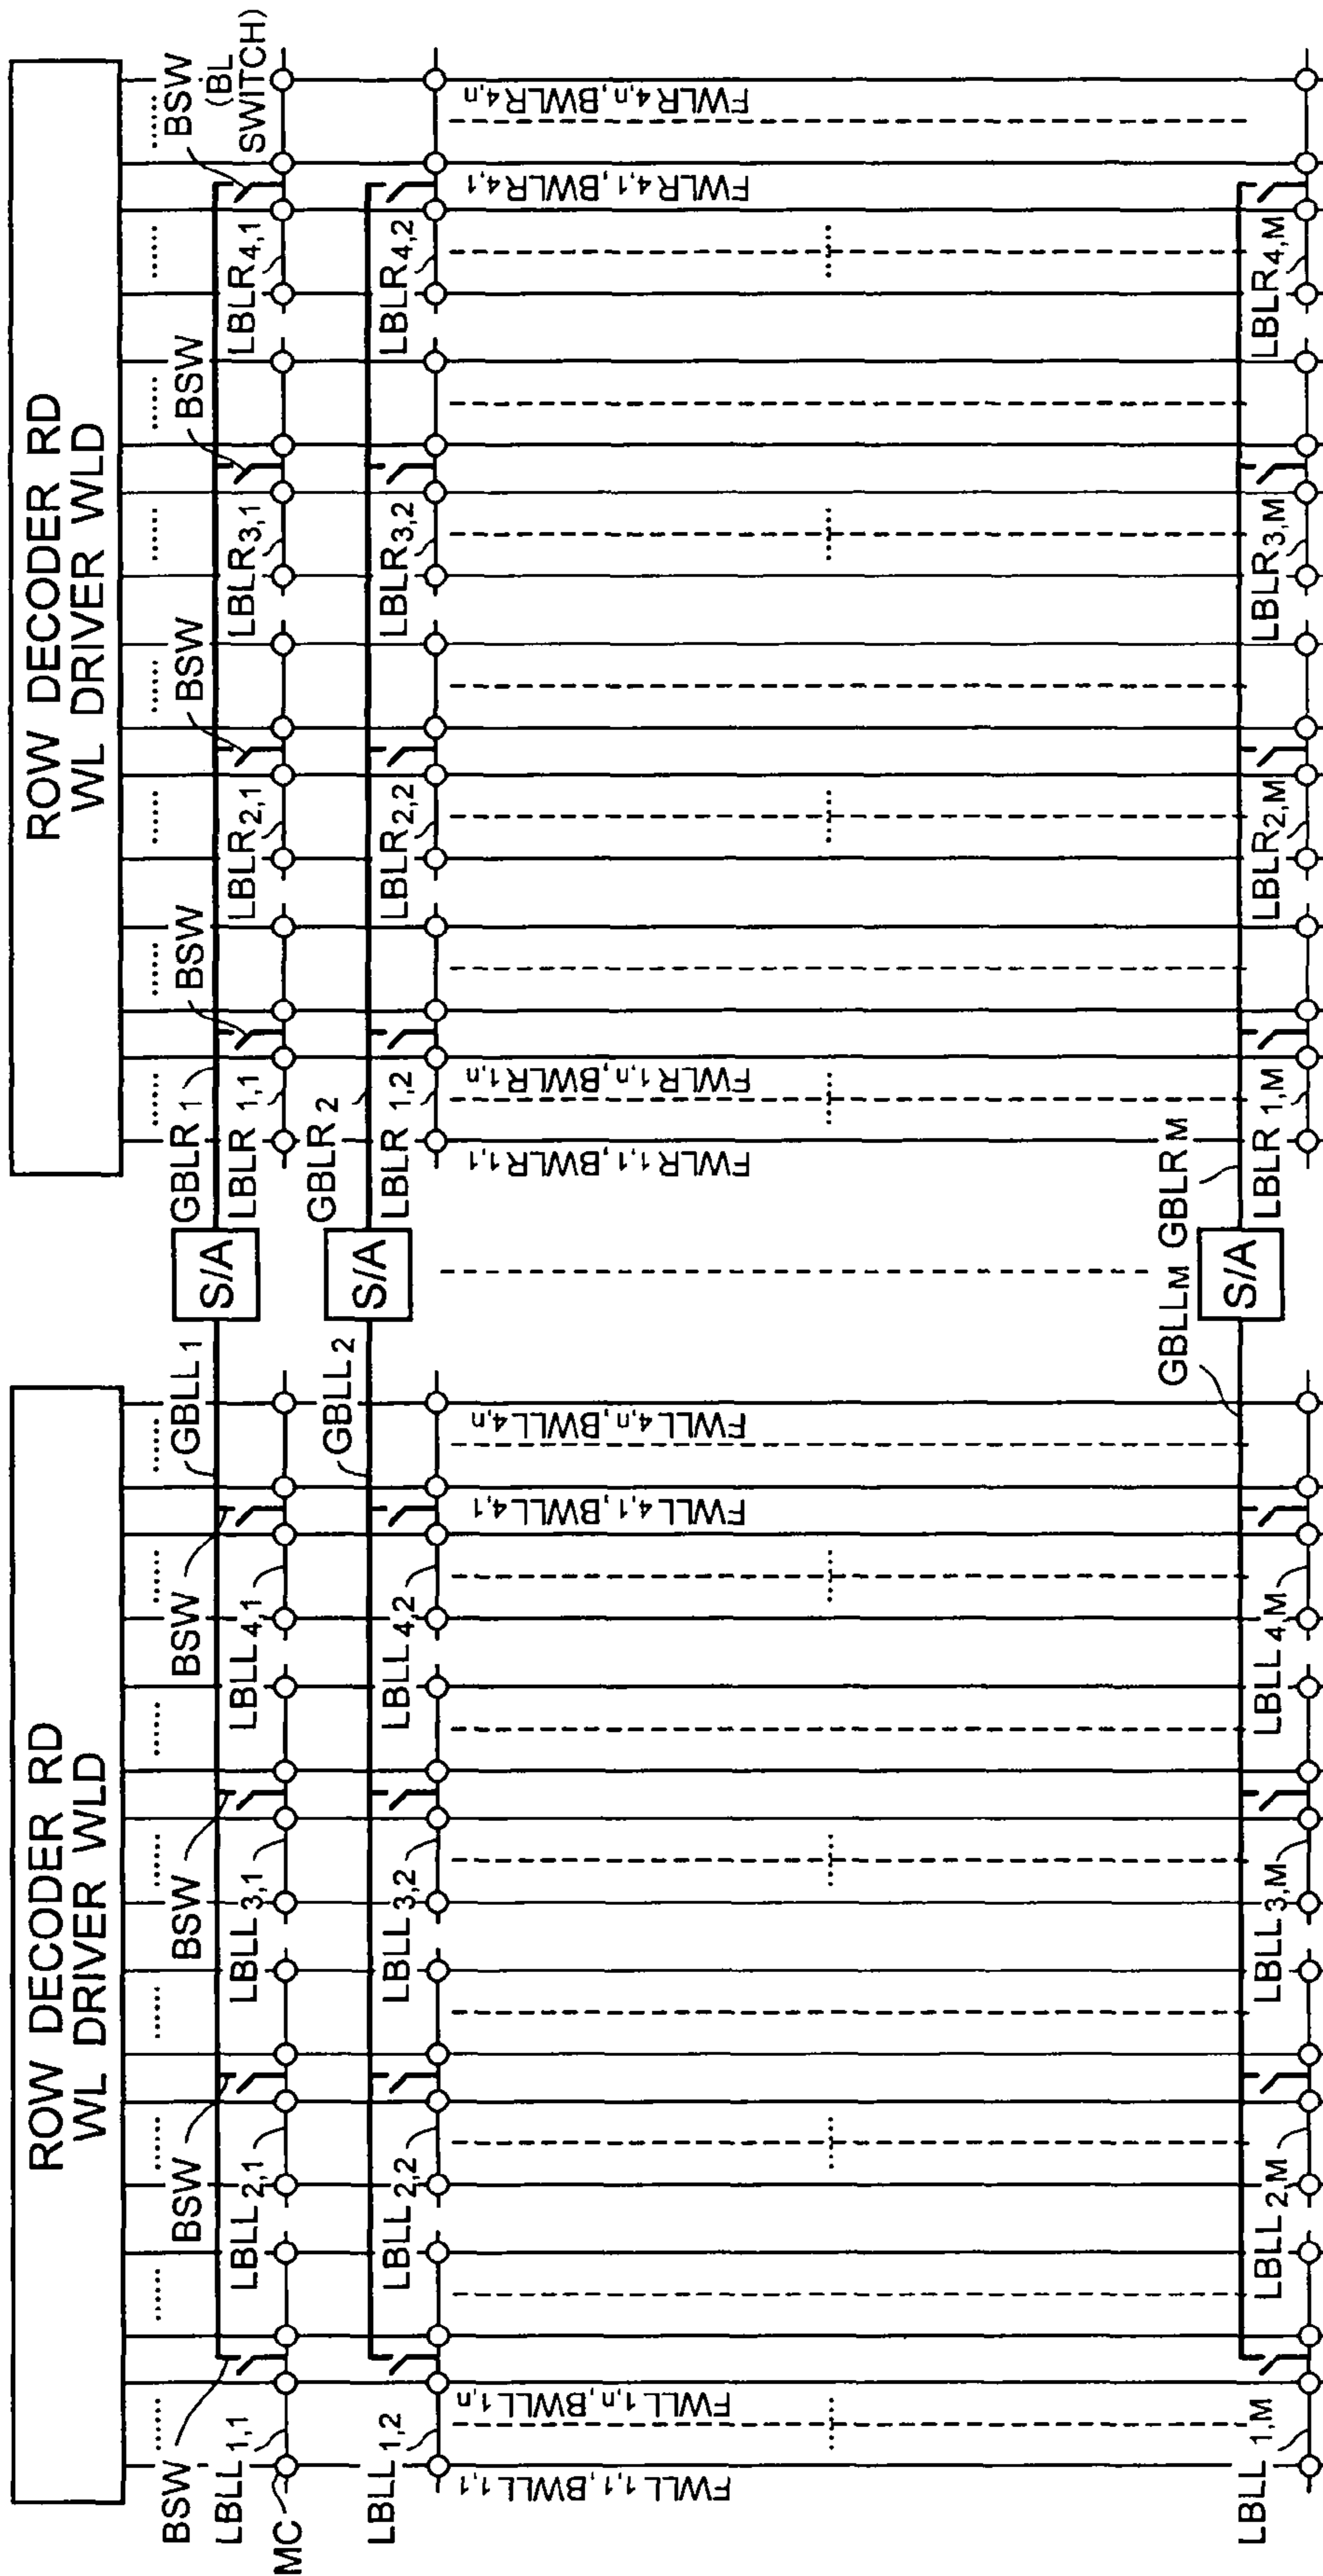 ROW DECODER RD
WL DRIVER WLD
ROW DECODER RD
WL DRIVER WLD
BSW
BSW
BSW
BSW
BSW
BSW
BSW
BSW
(BL
SWITCH)
GBLL1
GBLR1
LBLL1,1
LBLL2,1
LBLL3,1
LBLL4,1
LBLR1,1
LBLR2,1
LBLR3,1
LBLR4,1
MC
S/A
GBLL2
GBLR2
LBLL1,2
LBLL2,2
LBLL3,2
LBLL4,2
LBLR1,2
LBLR2,2
LBLR3,2
LBLR4,2
S/A
FWLL1,1,BWLL1,1
FWLL1,n,BWLL1,n
FWLL4,1,BWLL4,1
FWLL4,n,BWLL4,n
FWLR1,1,BWLR1,1
FWLR1,n,BWLR1,n
FWLR4,1,BWLR4,1
FWLR4,n,BWLR4,n
GBLLM GBLRM
S/A
LBLL1,M
LBLL2,M
LBLL3,M
LBLL4,M
LBLR1,M
LBLR2,M
LBLR3,M
LBLR4,M